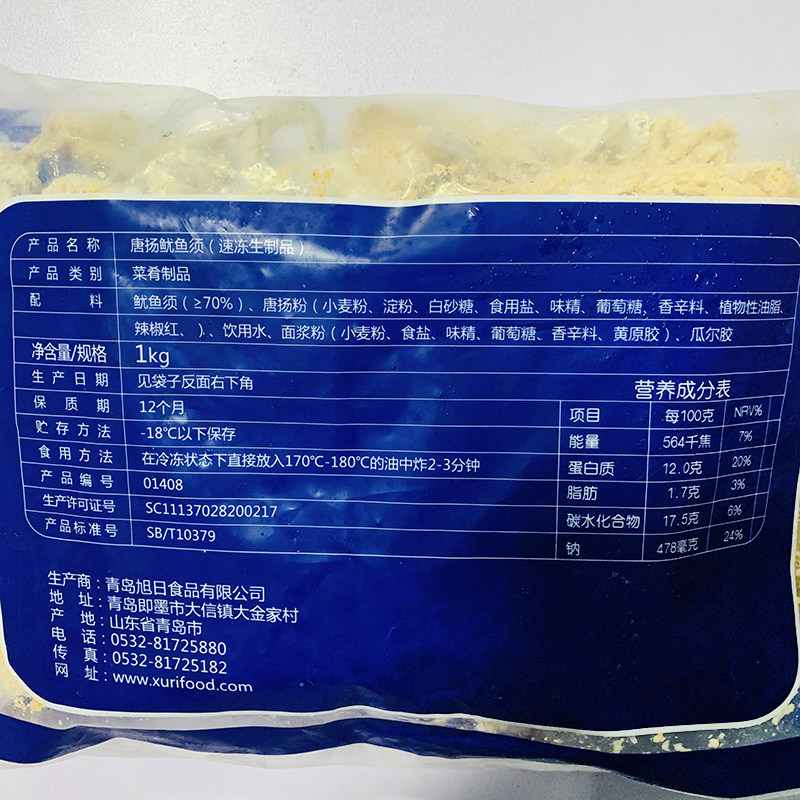 产品名称 唐扬鱿鱼须（速冻生制品）
产品类别 菜肴制品
配料 鱿鱼须（≥70%）、唐扬粉（小麦粉、淀粉、白砂糖、食用盐、味精、葡萄糖、香辛料、植物性油脂、
辣椒红、）、饮用水、面浆粉（小麦粉、食盐、味精、葡萄糖、香辛料、黄原胶）、瓜尔胶
净含量/规格 1kg
生产日期 见袋子反面右下角
保质期 12个月
贮存方法 -18℃以下保存
食用方法 在冷冻状态下直接放入170℃-180℃的油中炸2-3分钟
产品编号 01408
生产许可证号 SC11137028200217
产品标准号 SB/T10379
营养成分表
项目 每100克 NRV%
能量 564千焦 7%
蛋白质 12.0克 20%
脂肪 1.7克 3%
碳水化合物 17.5克 6%
钠 478毫克 24%
生产商：青岛旭日食品有限公司
地址：青岛即墨市大信镇大金家村
产地：山东省青岛市
电话：0532-81725880
传真：0532-81725182
网址：www.xurifood.com